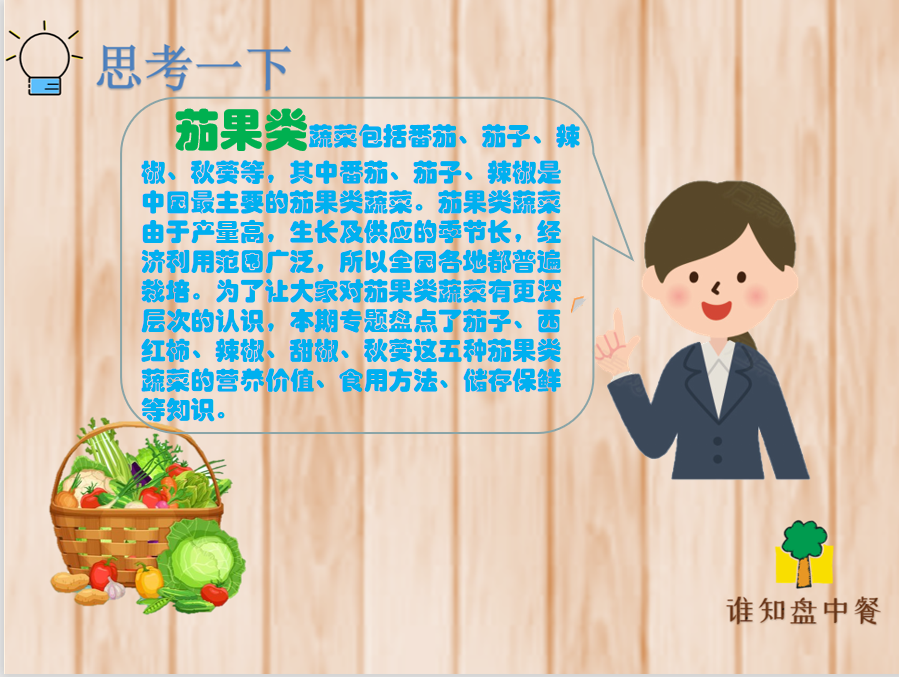 思考一下
茄果类蔬菜包括番茄、茄子、辣
椒、秋葵等，其中番茄、茄子、辣椒是
中国最主要的茄果类蔬菜。茄果类蔬菜
由于产量高，生长及供应的季节长，经
济利用范围广泛，所以全国各地都普遍
栽培。为了让大家对茄果类蔬菜有更深
层次的认识，本期专题盘点了茄子、西
红柿、辣椒、甜椒、秋葵这五种茄果类
蔬菜的营养价值、食用方法、储存保鲜
等知识。
谁知盘中餐